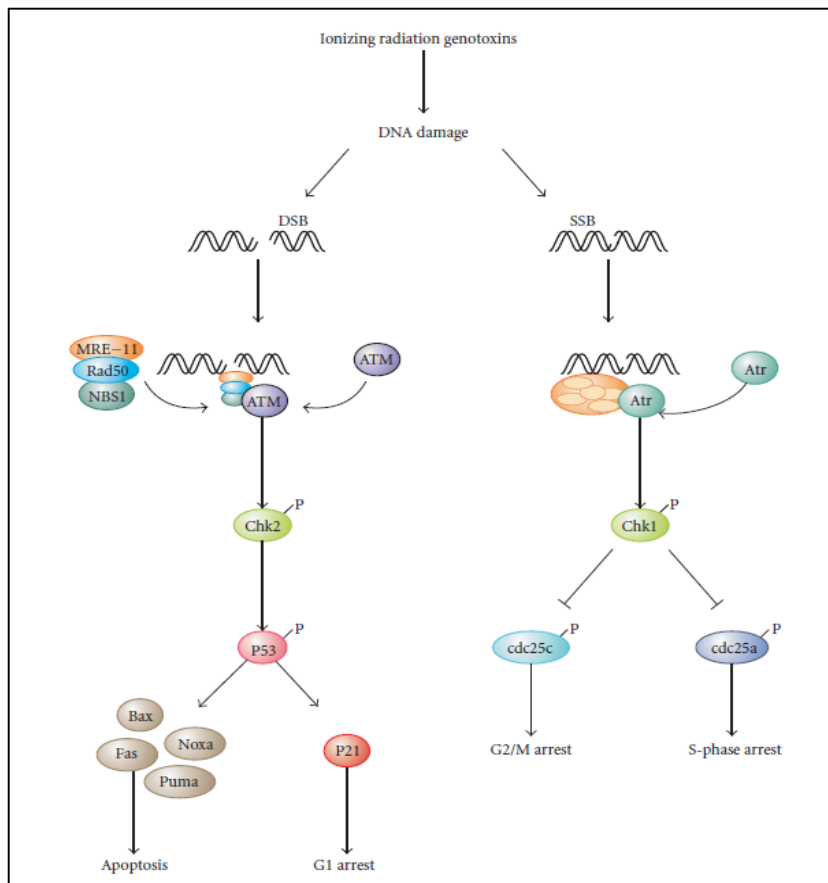 Ionizing radiation genotoxins
DNA damage
DSB
SSB
MRE−11
Rad50
NBS1
ATM
ATM
Atr
Atr
P
Chk2
P
Chk1
P
P53
P
cdc25c
P
cdc25a
Bax
Fas
Noxa
Puma
P21
G2/M arrest
S-phase arrest
Apoptosis
G1 arrest